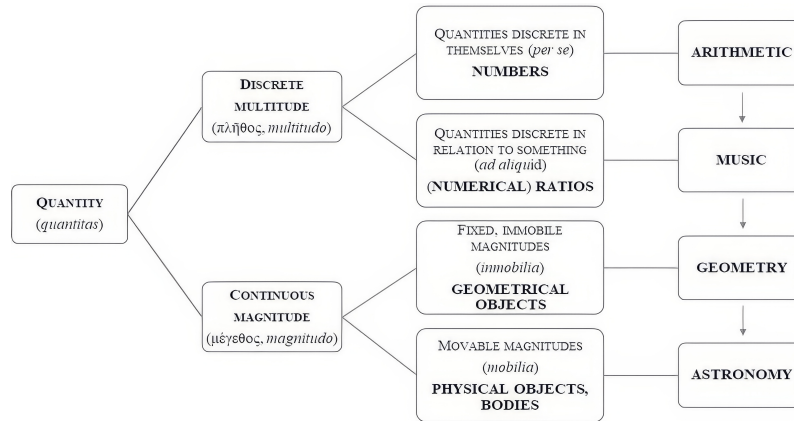 QUANTITY
(quantitas)
DISCRETE
MULTITUDE
(πλῆθος, multitudo)
CONTINUOUS
MAGNITUDE
(μέγεθος, magnitudo)
QUANTITIES DISCRETE IN
THEMSELVES (per se)
NUMBERS
QUANTITIES DISCRETE IN
RELATION TO SOMETHING
(ad aliquid)
(NUMERICAL) RATIOS
FIXED, IMMOBILE
MAGNITUDES
(inmobilia)
GEOMETRICAL
OBJECTS
MOVABLE MAGNITUDES
(mobilia)
PHYSICAL OBJECTS,
BODIES
ARITHMETIC
MUSIC
GEOMETRY
ASTRONOMY